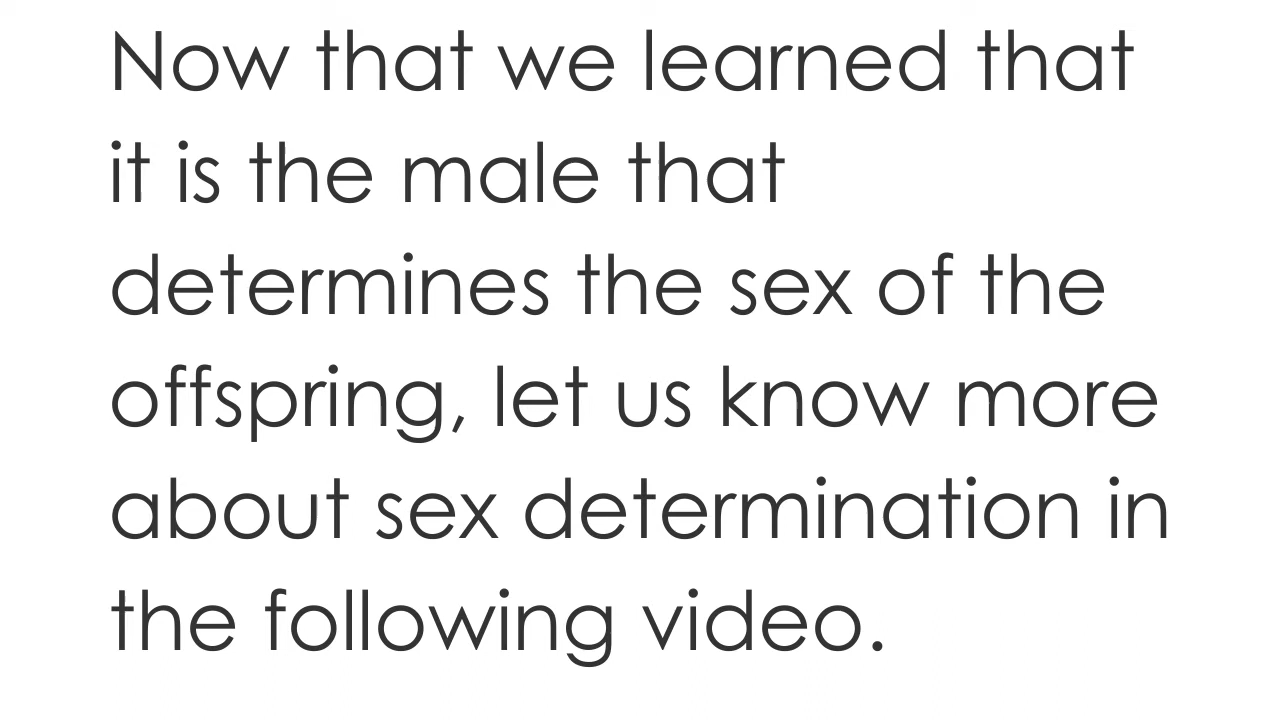 Now that we learned that
it is the male that
determines the sex of the
offspring, let us know more
about sex determination in
the following video.